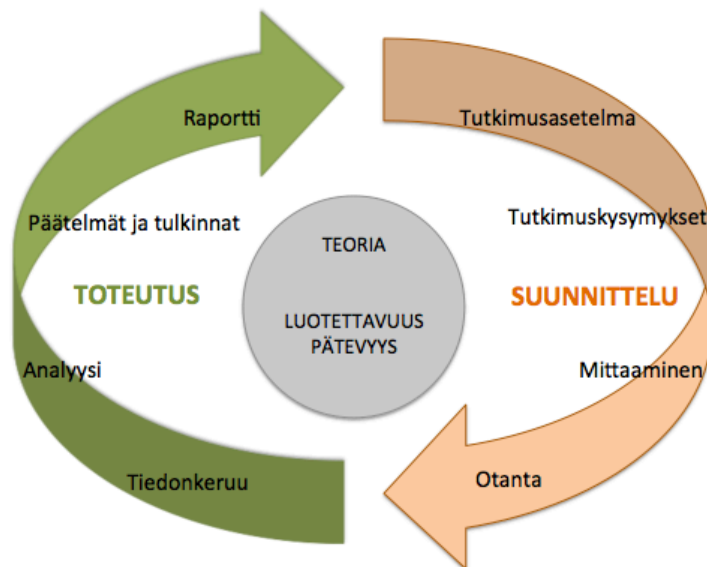 Raportti
Tutkimusasetelma
Päätelmät ja tulkinnat
Tutkimuskysymykset
TEORIA
TOTEUTUS
SUUNNITTELU
LUOTETTAVUUS
PÄTEVYYS
Analyysi
Mittaaminen
Tiedonkeruu
Otanta